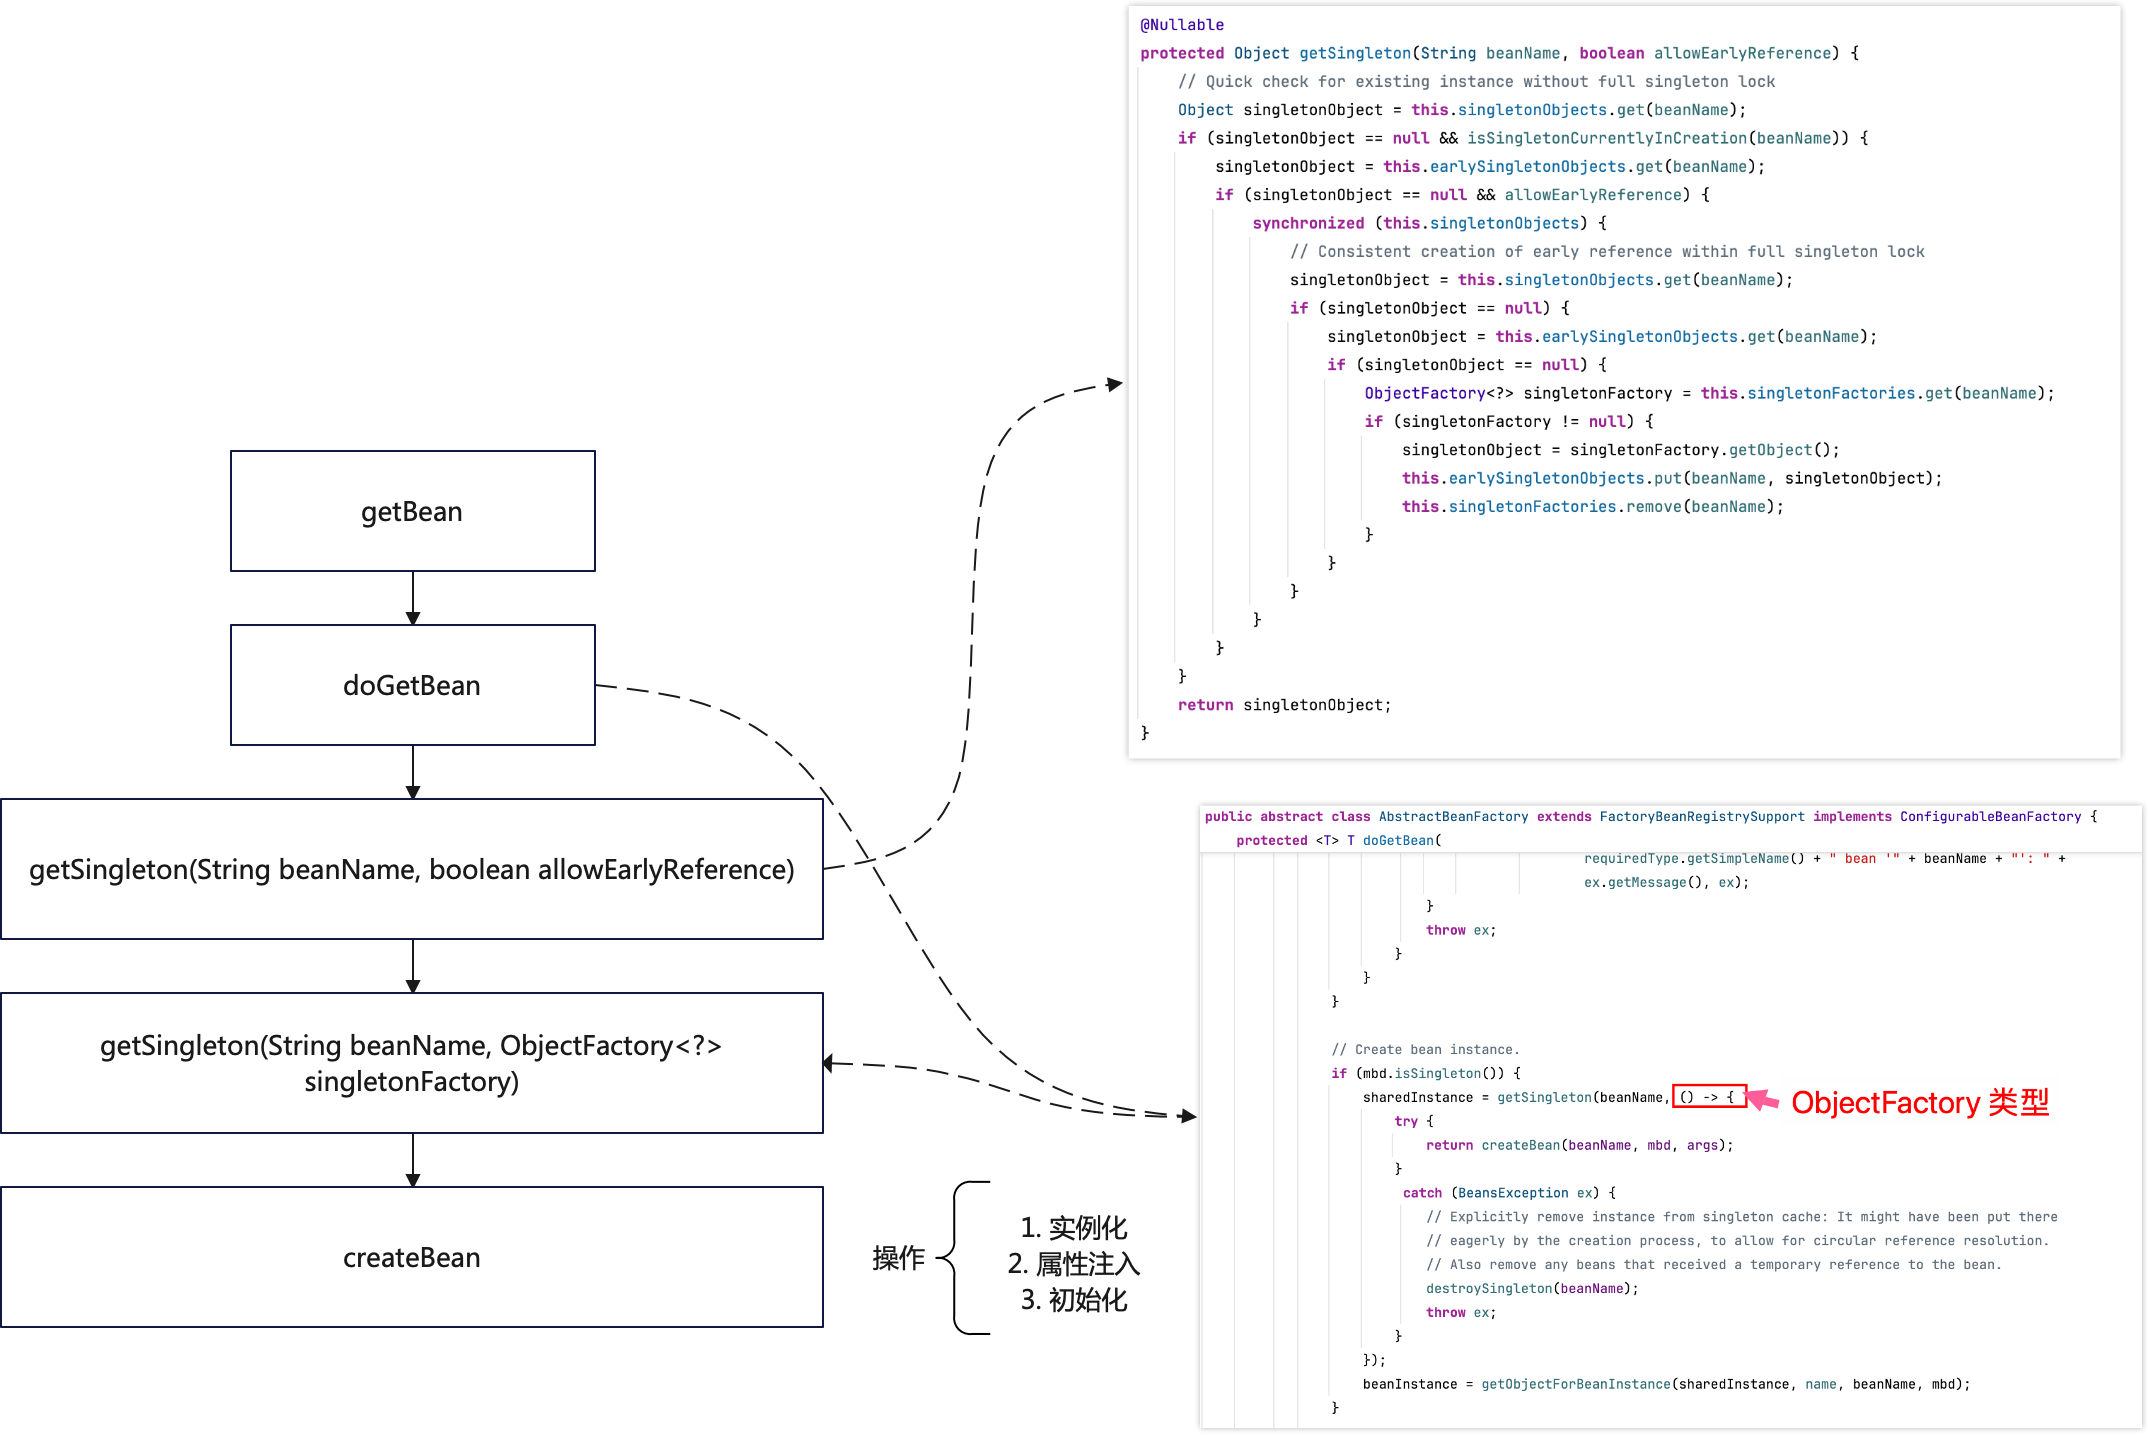 getBean
doGetBean
getSingleton(String beanName, boolean allowEarlyReference)
getSingleton(String beanName, ObjectFactory<?>
singletonFactory)
createBean
操作
1. 实例化
2. 属性注入
3. 初始化
@Nullable
protected Object getSingleton(String beanName, boolean allowEarlyReference) {
// Quick check for existing instance without full singleton lock
Object singletonObject = this.singletonObjects.get(beanName);
if (singletonObject == null && isSingletonCurrentlyInCreation(beanName)) {
singletonObject = this.earlySingletonObjects.get(beanName);
if (singletonObject == null && allowEarlyReference) {
synchronized (this.singletonObjects) {
// Consistent creation of early reference within full singleton lock
singletonObject = this.singletonObjects.get(beanName);
if (singletonObject == null) {
singletonObject = this.earlySingletonObjects.get(beanName);
if (singletonObject == null) {
ObjectFactory<?> singletonFactory = this.singletonFactories.get(beanName);
if (singletonFactory != null) {
singletonObject = singletonFactory.getObject();
this.earlySingletonObjects.put(beanName, singletonObject);
this.singletonFactories.remove(beanName);
}
}
}
}
}
}
return singletonObject;
}
public abstract class AbstractBeanFactory extends FactoryBeanRegistrySupport implements ConfigurableBeanFactory {
protected <T> T doGetBean(
requiredType.getSimpleName() + " bean '" + beanName + "': " +
ex.getMessage(), ex);
}
throw ex;
}
}
}
// Create bean instance.
if (mbd.isSingleton()) {
sharedInstance = getSingleton(beanName, () -> {
ObjectFactory 类型
try {
return createBean(beanName, mbd, args);
}
catch (BeansException ex) {
// Explicitly remove instance from singleton cache: It might have been put there
// eagerly by the creation process, to allow for circular reference resolution.
// Also remove any beans that received a temporary reference to the bean.
destroySingleton(beanName);
throw ex;
}
});
beanInstance = getObjectForBeanInstance(sharedInstance, name, beanName, mbd);
}